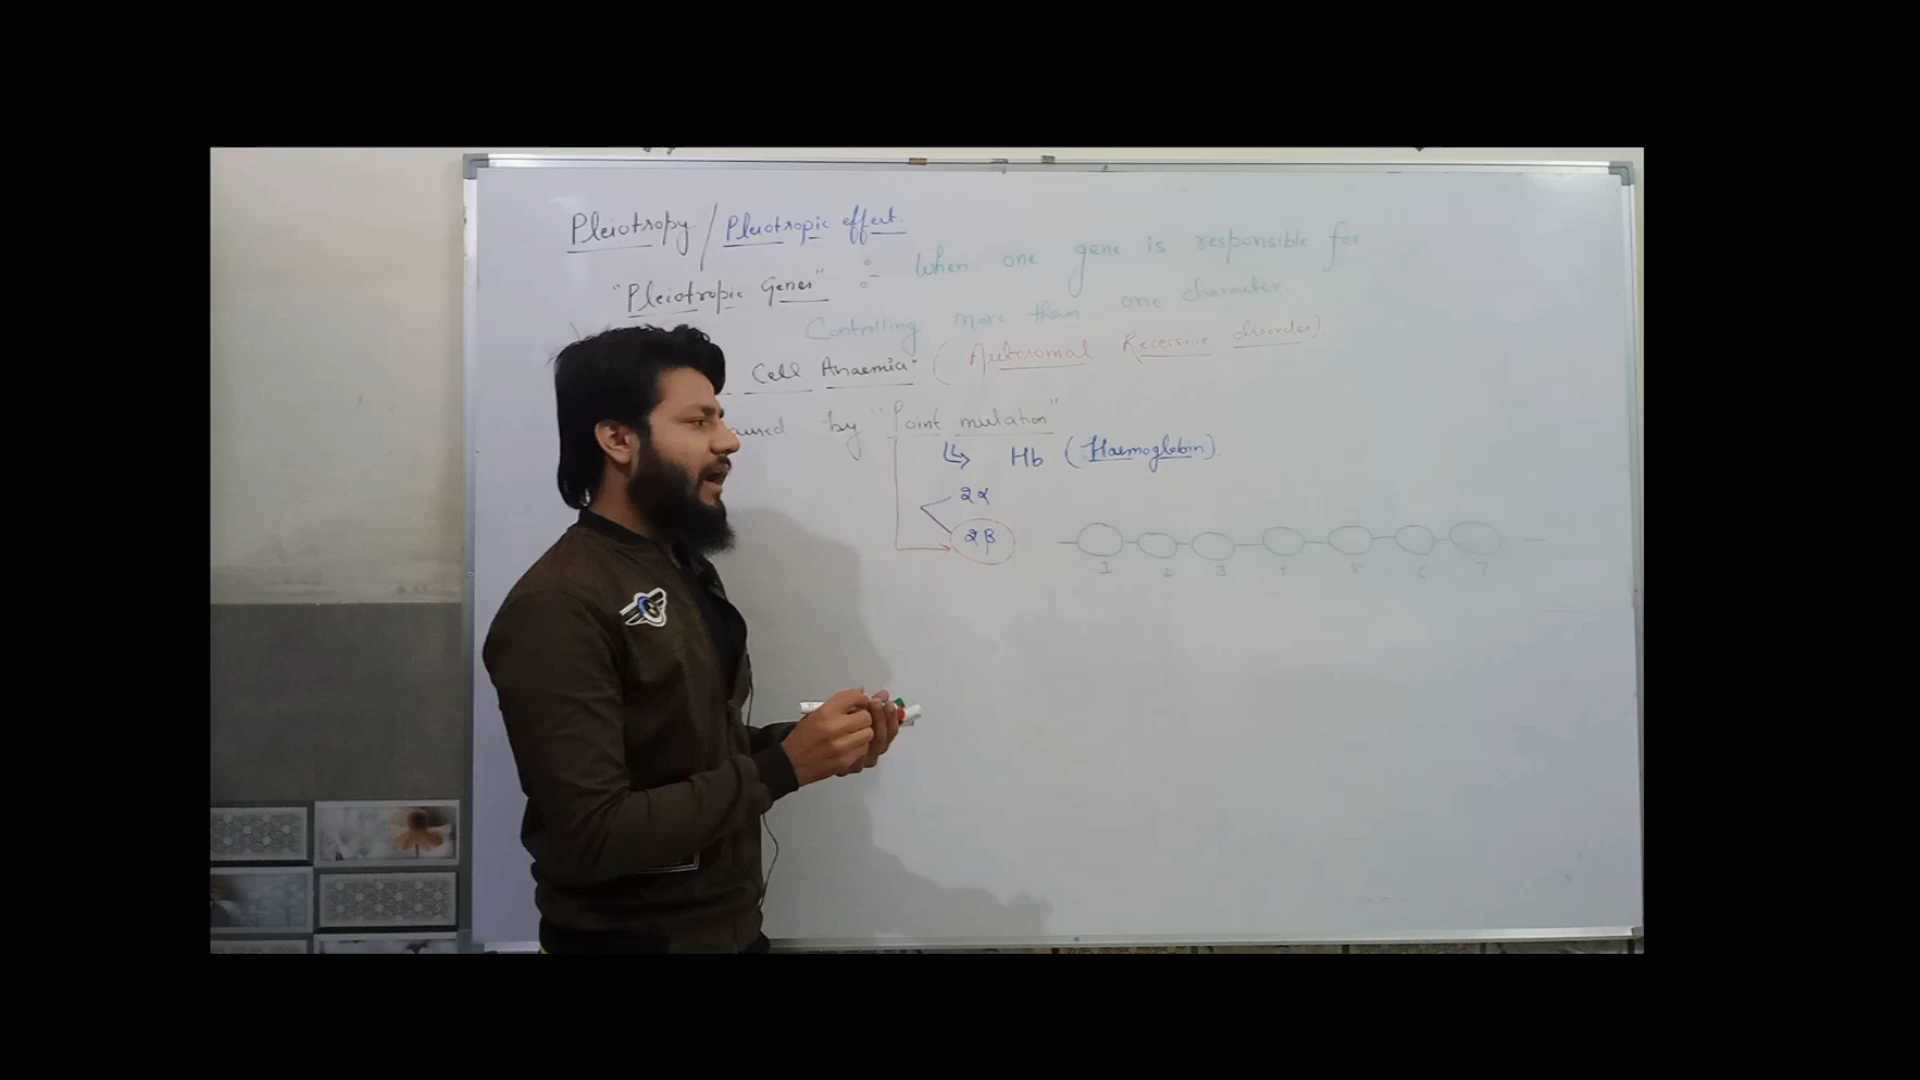 Pleiotropy / Pleiotropic effect.
"Pleiotropic Genes" :- When one gene is responsible for
Controlling more than one character.
Cell Anaemia" (Autosomal Recessive disorder).
aused by "Point mutation"
↳ Hb (Haemoglobin).
2α
2β
1 2 3 4 5 6 7